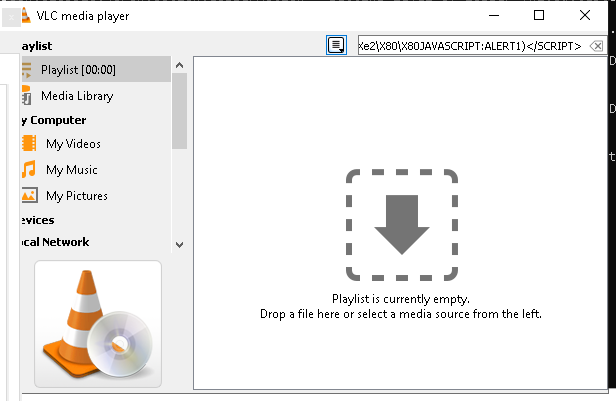 VLC media player
aylist
Xe2\X80\X80JAVASCRIPT:ALERT1)</SCRIPT>
Playlist [00:00]
Media Library
y Computer
My Videos
My Music
My Pictures
evices
ocal Network
Playlist is currently empty.
Drop a file here or select a media source from the left.
D
D
t